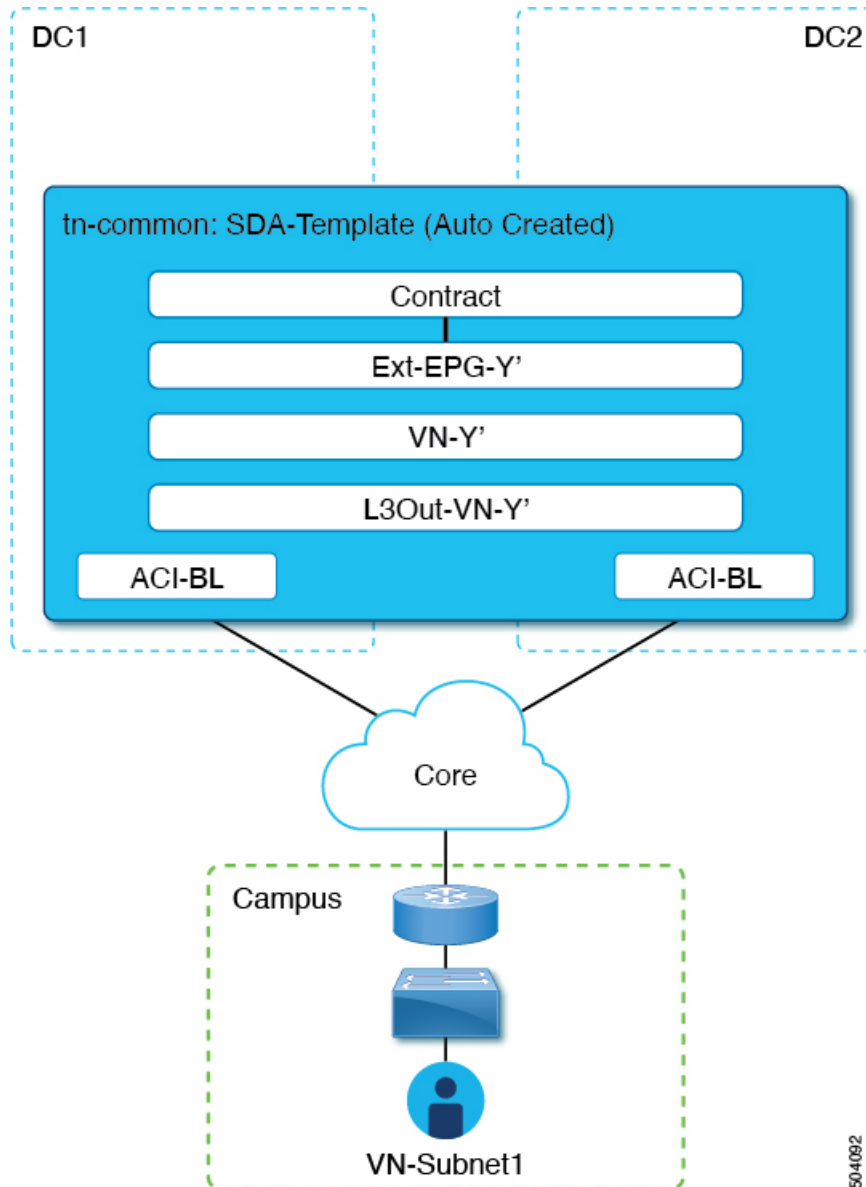 DC1
DC2
tn-common: SDA-Template (Auto Created)
Contract
Ext-EPG-Y’
VN-Y’
L3Out-VN-Y’
ACI-BL
ACI-BL
Core
Campus
VN-Subnet1
504092